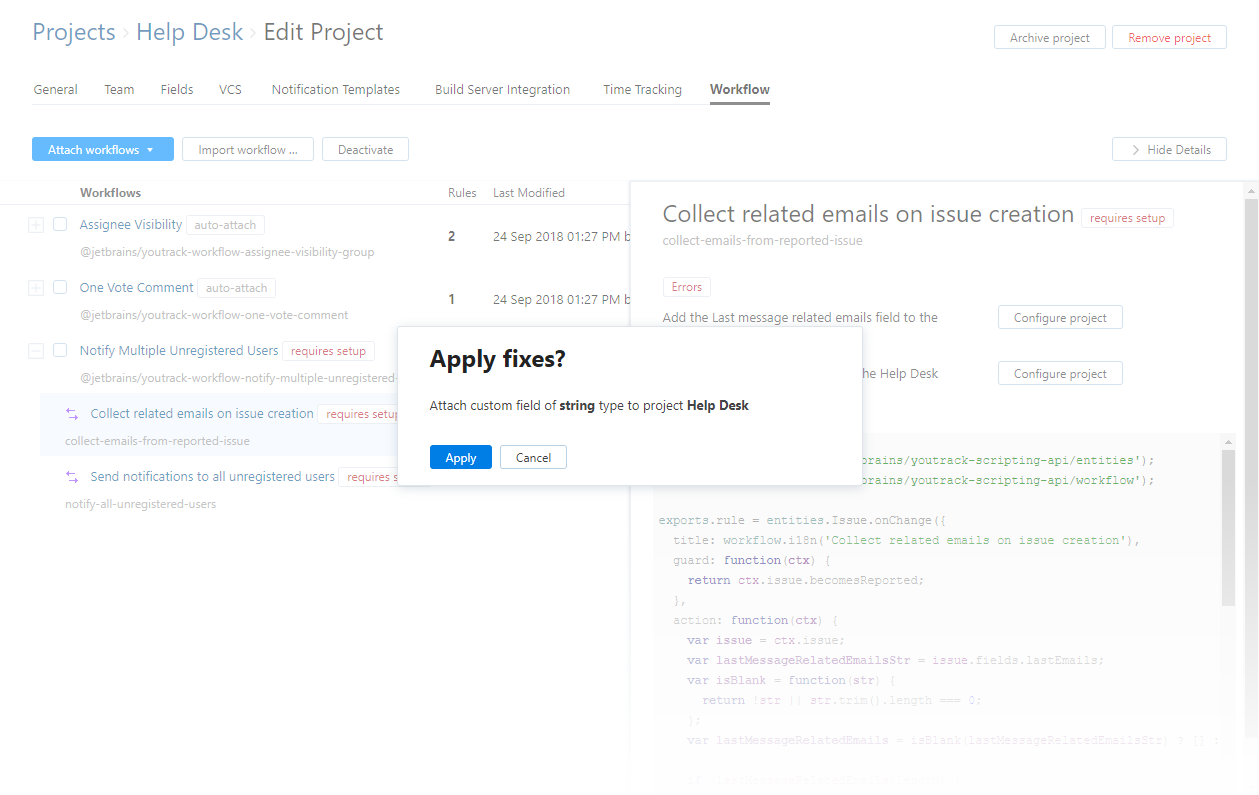 Projects › Help Desk › Edit Project
Archive project
Remove project
General Team Fields VCS Notification Templates Build Server Integration Time Tracking Workflow
Attach workflows
Import workflow ...
Deactivate
Hide Details
Workflows Rules Last Modified
Assignee Visibility auto-attach
2 24 Sep 2018 01:27 PM b
@jetbrains/youtrack-workflow-assignee-visibility-group
One Vote Comment auto-attach
1 24 Sep 2018 01:27 PM b
@jetbrains/youtrack-workflow-one-vote-comment
Notify Multiple Unregistered Users requires setup
@jetbrains/youtrack-workflow-notify-multiple-unregistered-
Collect related emails on issue creation requires setup
collect-emails-from-reported-issue
Send notifications to all unregistered users requires s
notify-all-unregistered-users
Collect related emails on issue creation requires setup
collect-emails-from-reported-issue
Errors
Add the Last message related emails field to the
Configure project
he Help Desk
Configure project
Apply fixes?
Attach custom field of string type to project Help Desk
Apply
Cancel
brains/youtrack-scripting-api/entities');
brains/youtrack-scripting-api/workflow');
exports.rule = entities.Issue.onChange({
title: workflow.i18n('Collect related emails on issue creation'),
guard: function(ctx) {
return ctx.issue.becomesReported;
},
action: function(ctx) {
var issue = ctx.issue;
var lastMessageRelatedEmailsStr = issue.fields.lastEmails;
var isBlank = function(str) {
return !str || str.trim().length === 0;
};
var lastMessageRelatedEmails = isBlank(lastMessageRelatedEmailsStr) ? [] :